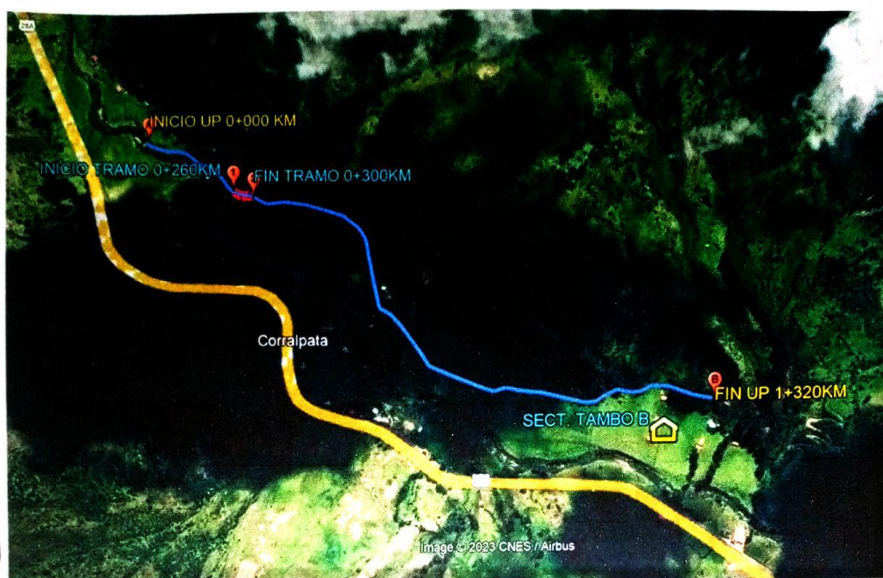 28A
INICIO UP 0+000 KM
INICIO TRAMO 0+260KM
FIN TRAMO 0+300KM
Corralpata
B
FIN UP 1+320KM
SECT. TAMBO B
Image © 2023 CNES / Airbus